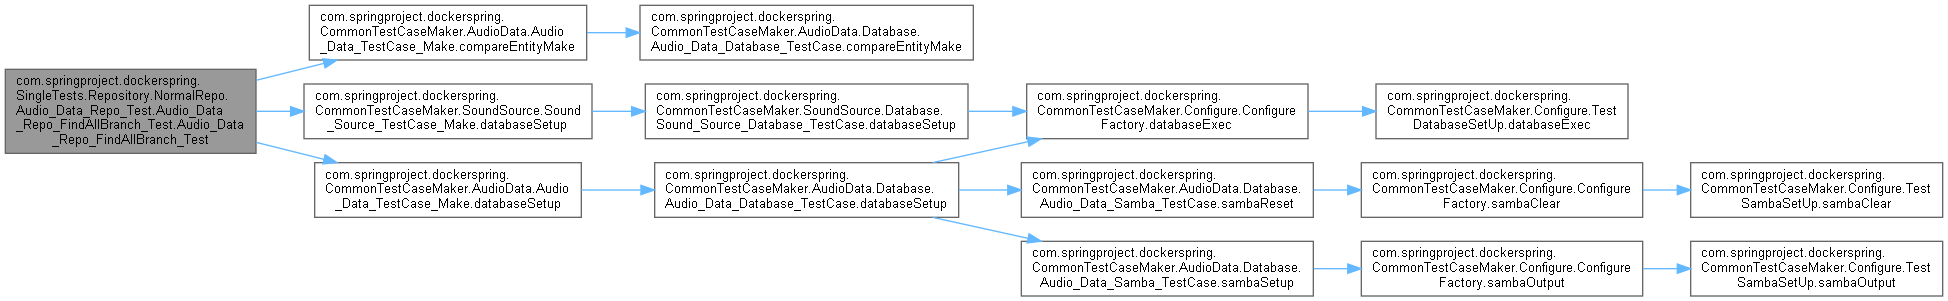 com.springproject.dockerspring.
SingleTests.Repository.NormalRepo.
Audio_Data_Repo_Test.Audio_Data
_Repo_FindAllBranch_Test.Audio_Data
_Repo_FindAllBranch_Test
com.springproject.dockerspring.
CommonTestCaseMaker.AudioData.Audio
_Data_TestCase_Make.compareEntityMake
com.springproject.dockerspring.
CommonTestCaseMaker.AudioData.Database.
Audio_Data_Database_TestCase.compareEntityMake
com.springproject.dockerspring.
CommonTestCaseMaker.SoundSource.Sound
_Source_TestCase_Make.databaseSetup
com.springproject.dockerspring.
CommonTestCaseMaker.SoundSource.Database.
Sound_Source_Database_TestCase.databaseSetup
com.springproject.dockerspring.
CommonTestCaseMaker.Configure.Configure
Factory.databaseExec
com.springproject.dockerspring.
CommonTestCaseMaker.Configure.Test
DatabaseSetUp.databaseExec
com.springproject.dockerspring.
CommonTestCaseMaker.AudioData.Audio
_Data_TestCase_Make.databaseSetup
com.springproject.dockerspring.
CommonTestCaseMaker.AudioData.Database.
Audio_Data_Database_TestCase.databaseSetup
com.springproject.dockerspring.
CommonTestCaseMaker.AudioData.Database.
Audio_Data_Samba_TestCase.sambaReset
com.springproject.dockerspring.
CommonTestCaseMaker.Configure.Configure
Factory.sambaClear
com.springproject.dockerspring.
CommonTestCaseMaker.Configure.Test
SambaSetUp.sambaClear
com.springproject.dockerspring.
CommonTestCaseMaker.AudioData.Database.
Audio_Data_Samba_TestCase.sambaSetup
com.springproject.dockerspring.
CommonTestCaseMaker.Configure.Configure
Factory.sambaOutput
com.springproject.dockerspring.
CommonTestCaseMaker.Configure.Test
SambaSetUp.sambaOutput